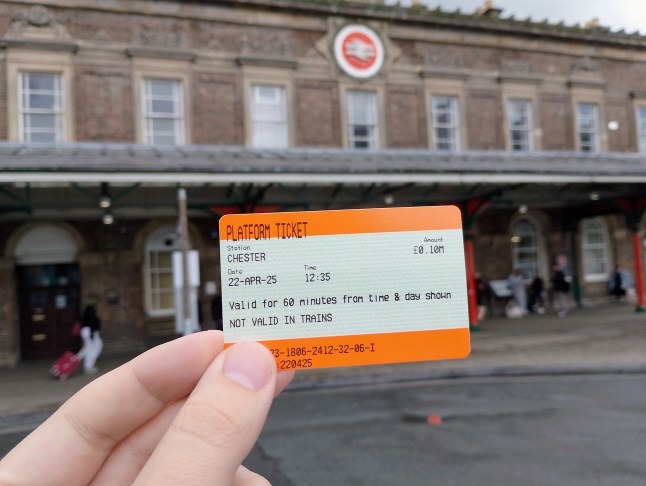 PLATFORM TICKET
Station Amount
CHESTER £0.10M
Date Time
22-APR-25 12:35
Valid for 60 minutes from time & day shown
NOT VALID IN TRAINS
23-1806-2412-32-06-I
220425